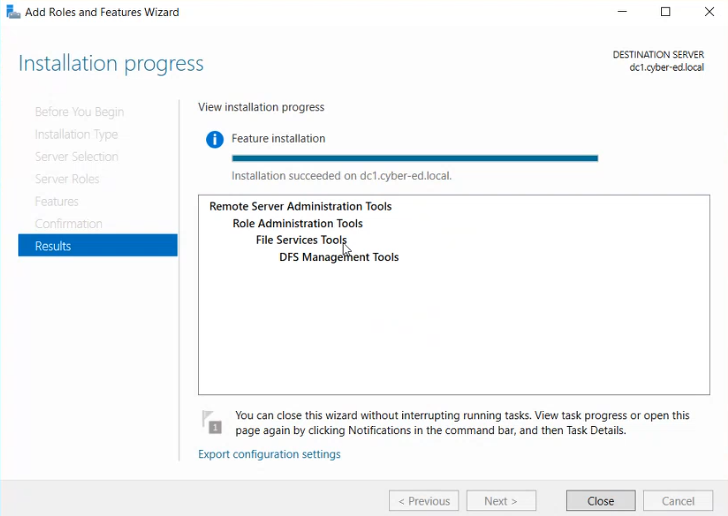 Add Roles and Features Wizard
Installation progress
DESTINATION SERVER
dc1.cyber-ed.local
Before You Begin
Installation Type
Server Selection
Server Roles
Features
Confirmation
Results
View installation progress
Feature installation
Installation succeeded on dc1.cyber-ed.local.
Remote Server Administration Tools
Role Administration Tools
File Services Tools
DFS Management Tools
1
You can close this wizard without interrupting running tasks. View task progress or open this
page again by clicking Notifications in the command bar, and then Task Details.
Export configuration settings
< Previous
Next >
Close
Cancel